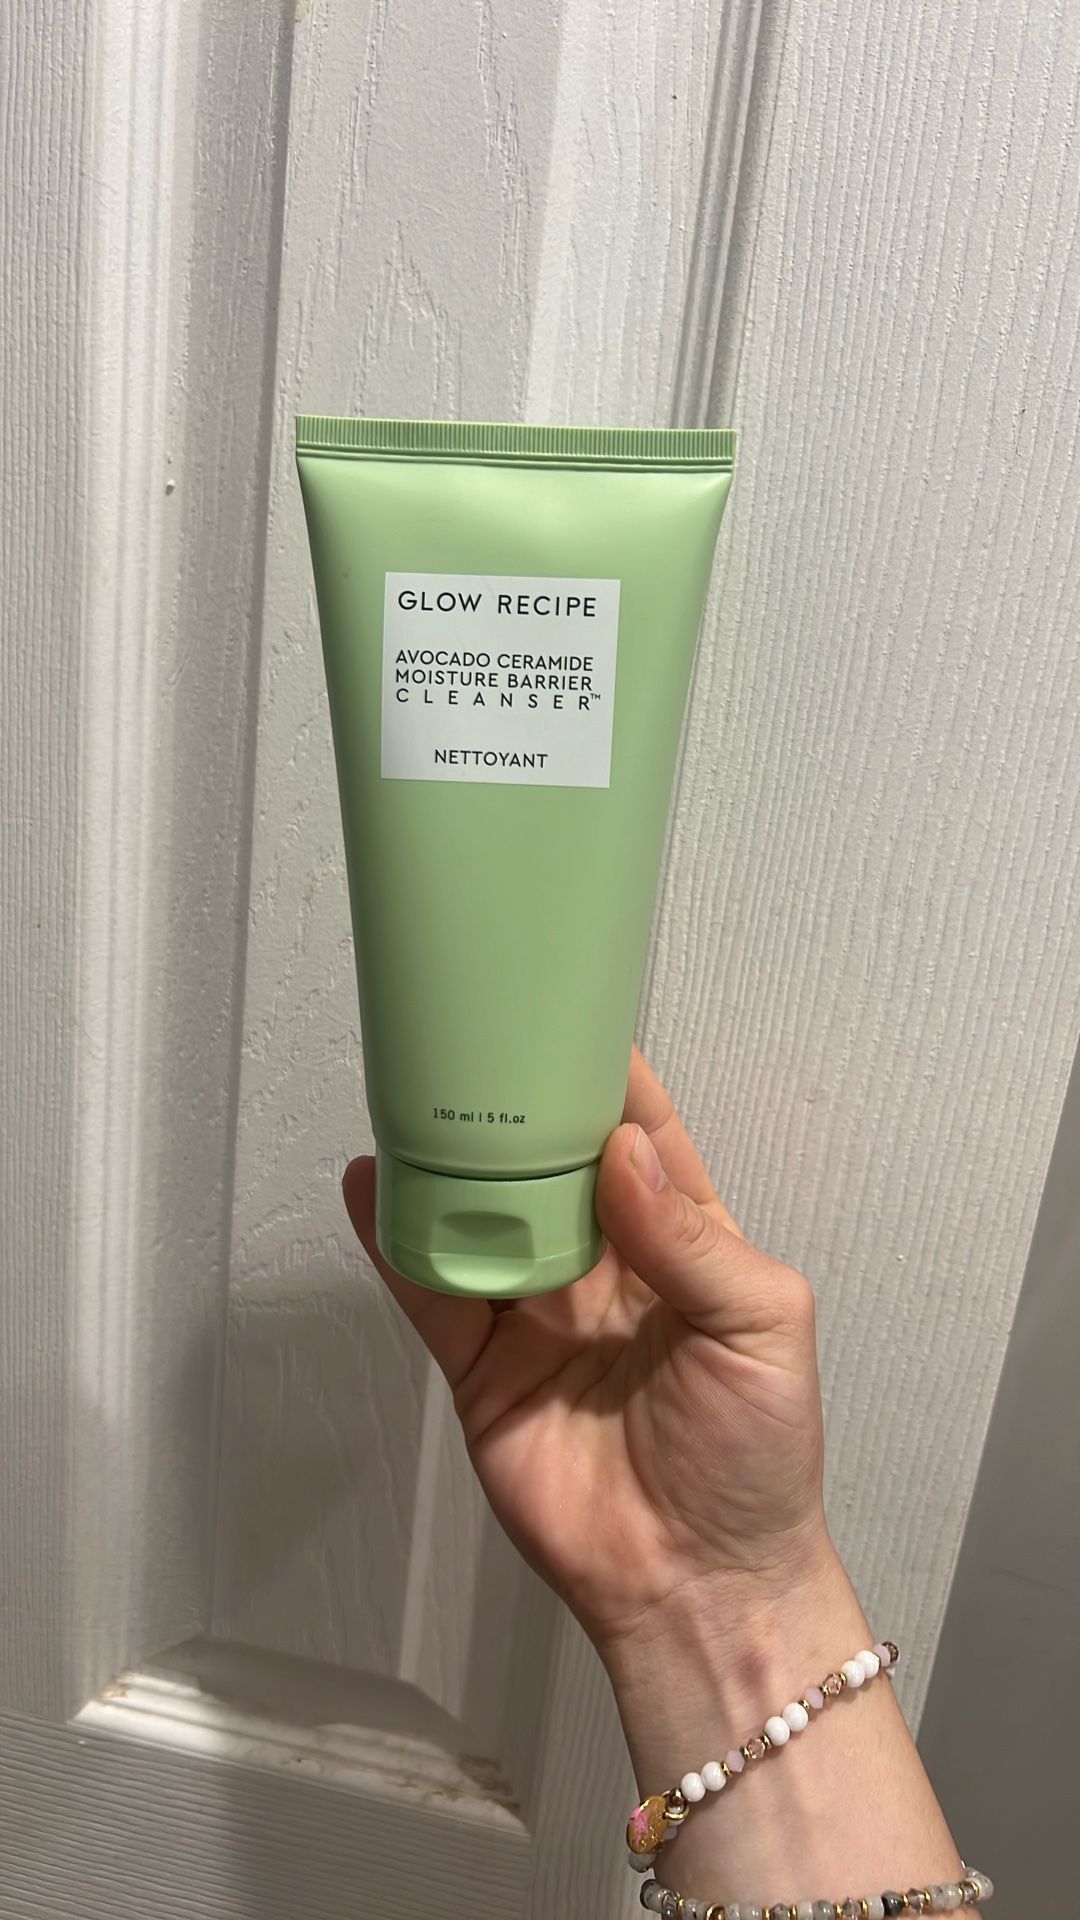 GLOW RECIPE
AVOCADO CERAMIDE
MOISTURE BARRIER
CLEANSER™
NETTOYANT
150 ml | 5 fl.oz